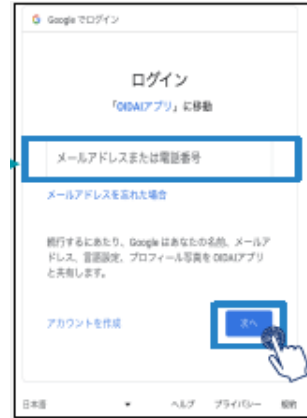 Google でログイン
ログイン
「OIDAIアプリ」に移動
メールアドレスまたは電話番号
メールアドレスを忘れた場合
続行するにあたり、Google はあなたの名前、メールア
ドレス、言語設定、プロフィール写真を OIDAIアプリ
と共有します。
アカウントを作成
次へ
日本語 ヘルプ プライバシー 規約